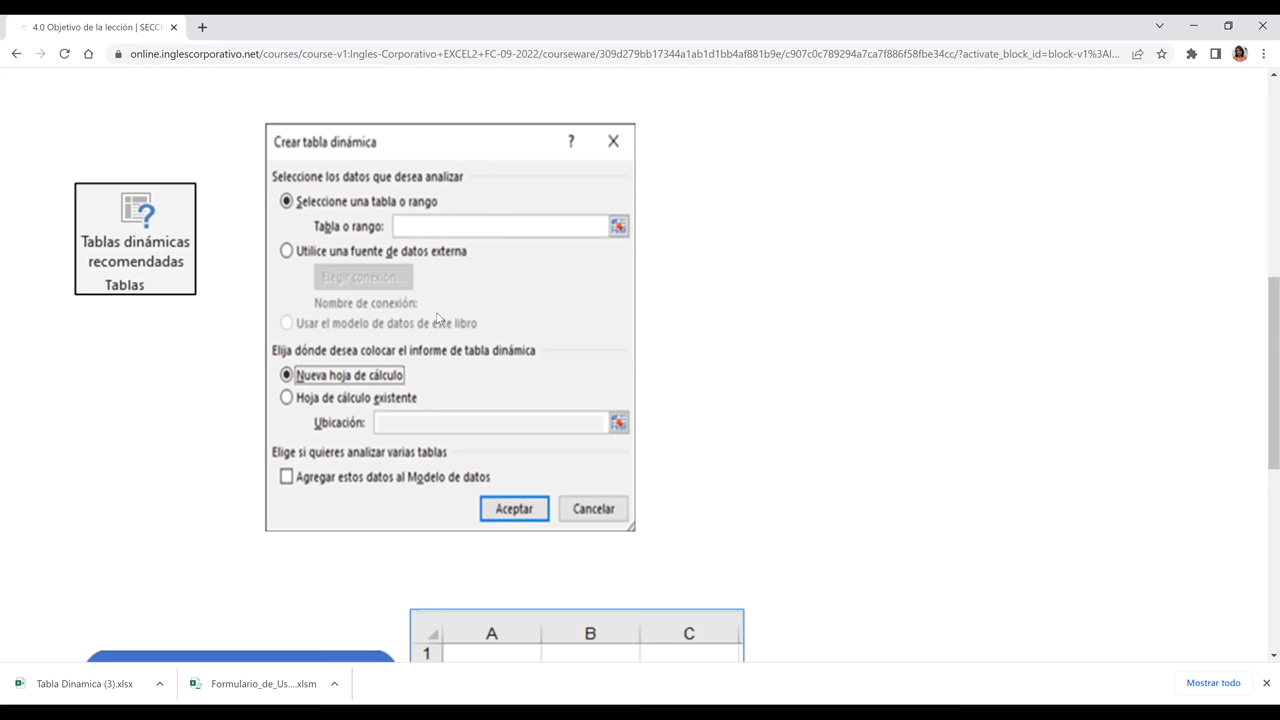 4.0 Objetivo de la lección | SECCI
online.inglescorporativo.net/courses/course-v1:Ingles-Corporativo+EXCEL2+FC-09-2022/courseware/309d279bb17344a1ab1d1bb4af881b9e/c907c0c789294a7ca7f886f58fbe34cc/?activate_block_id=block-v1%3Al...
Crear tabla dinámica ? X
Seleccione los datos que desea analizar
Seleccione una tabla o rango
Tabla o rango:
Utilice una fuente de datos externa
Elegir conexión...
Nombre de conexión:
Usar el modelo de datos de este libro
Elija dónde desea colocar el informe de tabla dinámica
Nueva hoja de cálculo
Hoja de cálculo existente
Ubicación:
Elige si quieres analizar varias tablas
Agregar estos datos al Modelo de datos
Aceptar Cancelar
Tablas dinámicas
recomendadas
Tablas
A B C
1
Tabla Dinamica (3).xlsx
Formulario_de_Us....xlsm
Mostrar todo